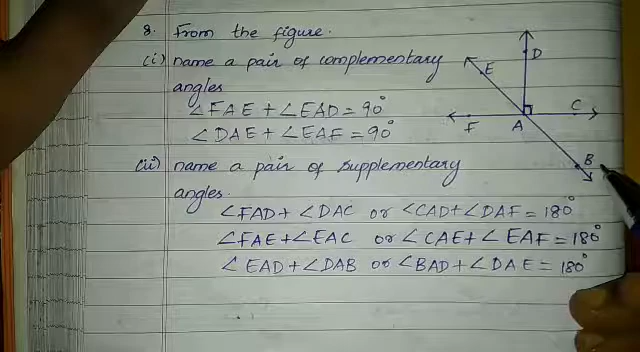 8. From the figure.
(i) name a pair of complementary
angles
∠FAE + ∠EAD = 90°
∠DAE + ∠EAF = 90°
(ii) name a pair of supplementary
angles.
∠FAD + ∠DAC or ∠CAD + ∠DAF = 180°
∠FAE + ∠EAC or ∠CAE + ∠EAF = 180°
∠EAD + ∠DAB or ∠BAD + ∠DAE = 180°
D
E
F
A
C
B